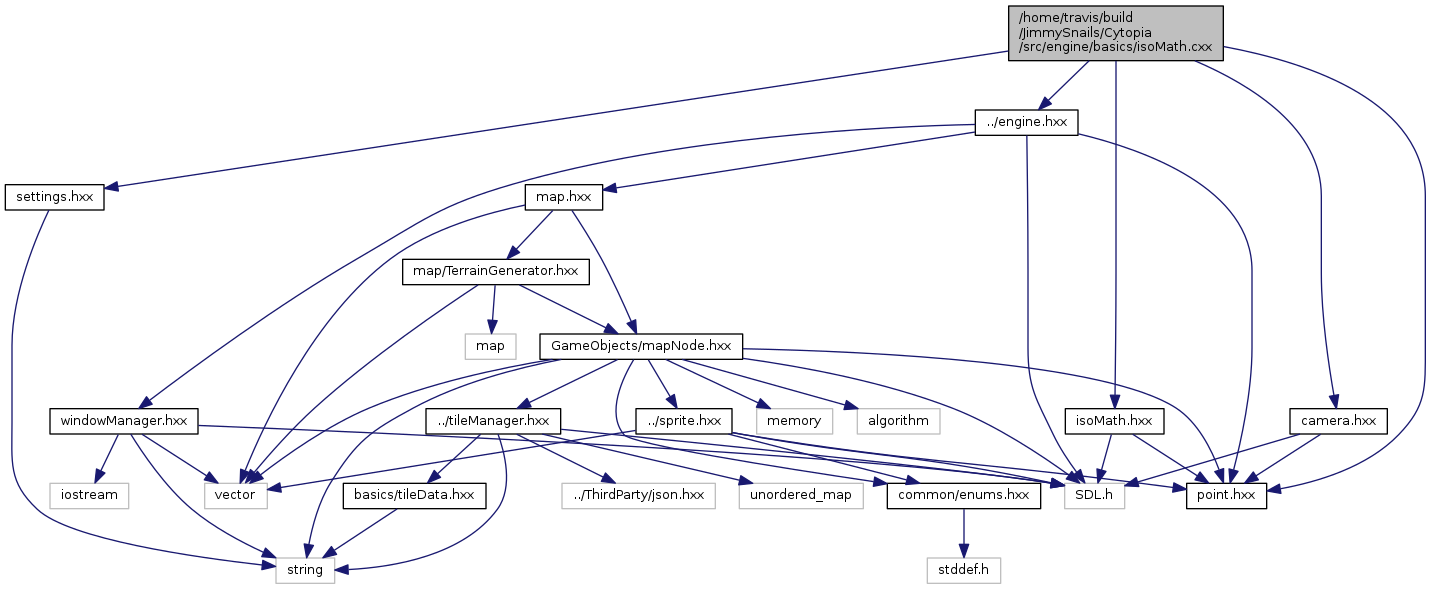 /home/travis/build
/JimmySnails/Cytopia
/src/engine/basics/isoMath.cxx
../engine.hxx
settings.hxx
map.hxx
map/TerrainGenerator.hxx
map
GameObjects/mapNode.hxx
windowManager.hxx
../tileManager.hxx
../sprite.hxx
memory
algorithm
isoMath.hxx
camera.hxx
iostream
vector
basics/tileData.hxx
../ThirdParty/json.hxx
unordered_map
common/enums.hxx
SDL.h
point.hxx
string
stddef.h